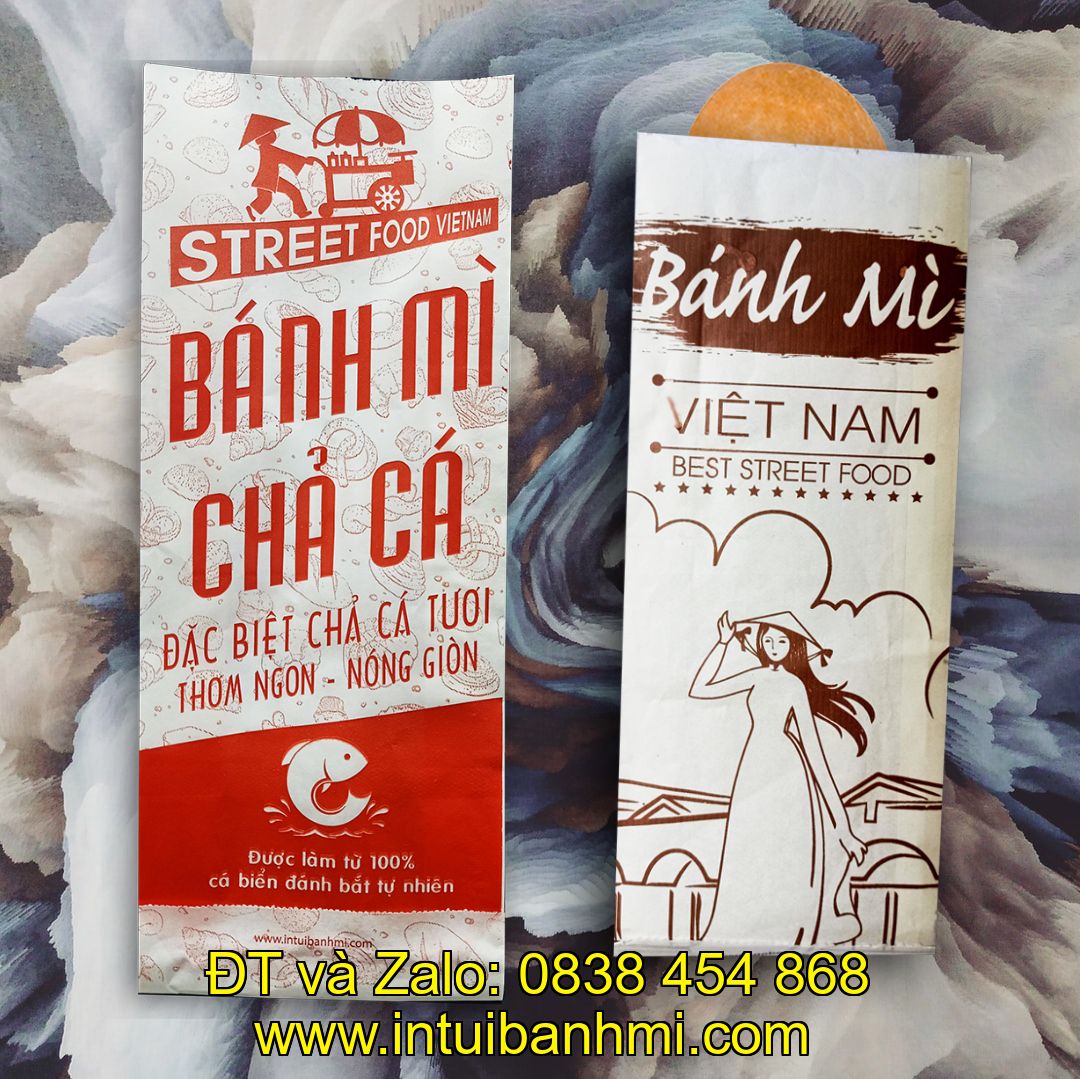 STREET FOOD VIETNAM
BÁNH MÌ
CHẢ CÁ
ĐẶC BIỆT CHẢ CÁ TƯƠI
THƠM NGON - NÓNG GIÒN
Được làm từ 100%
cá biển đánh bắt tự nhiên
www.intuibanhmi.com
Bánh Mì
VIỆT NAM
BEST STREET FOOD
ĐT và Zalo: 0838 454 868
www.intuibanhmi.com